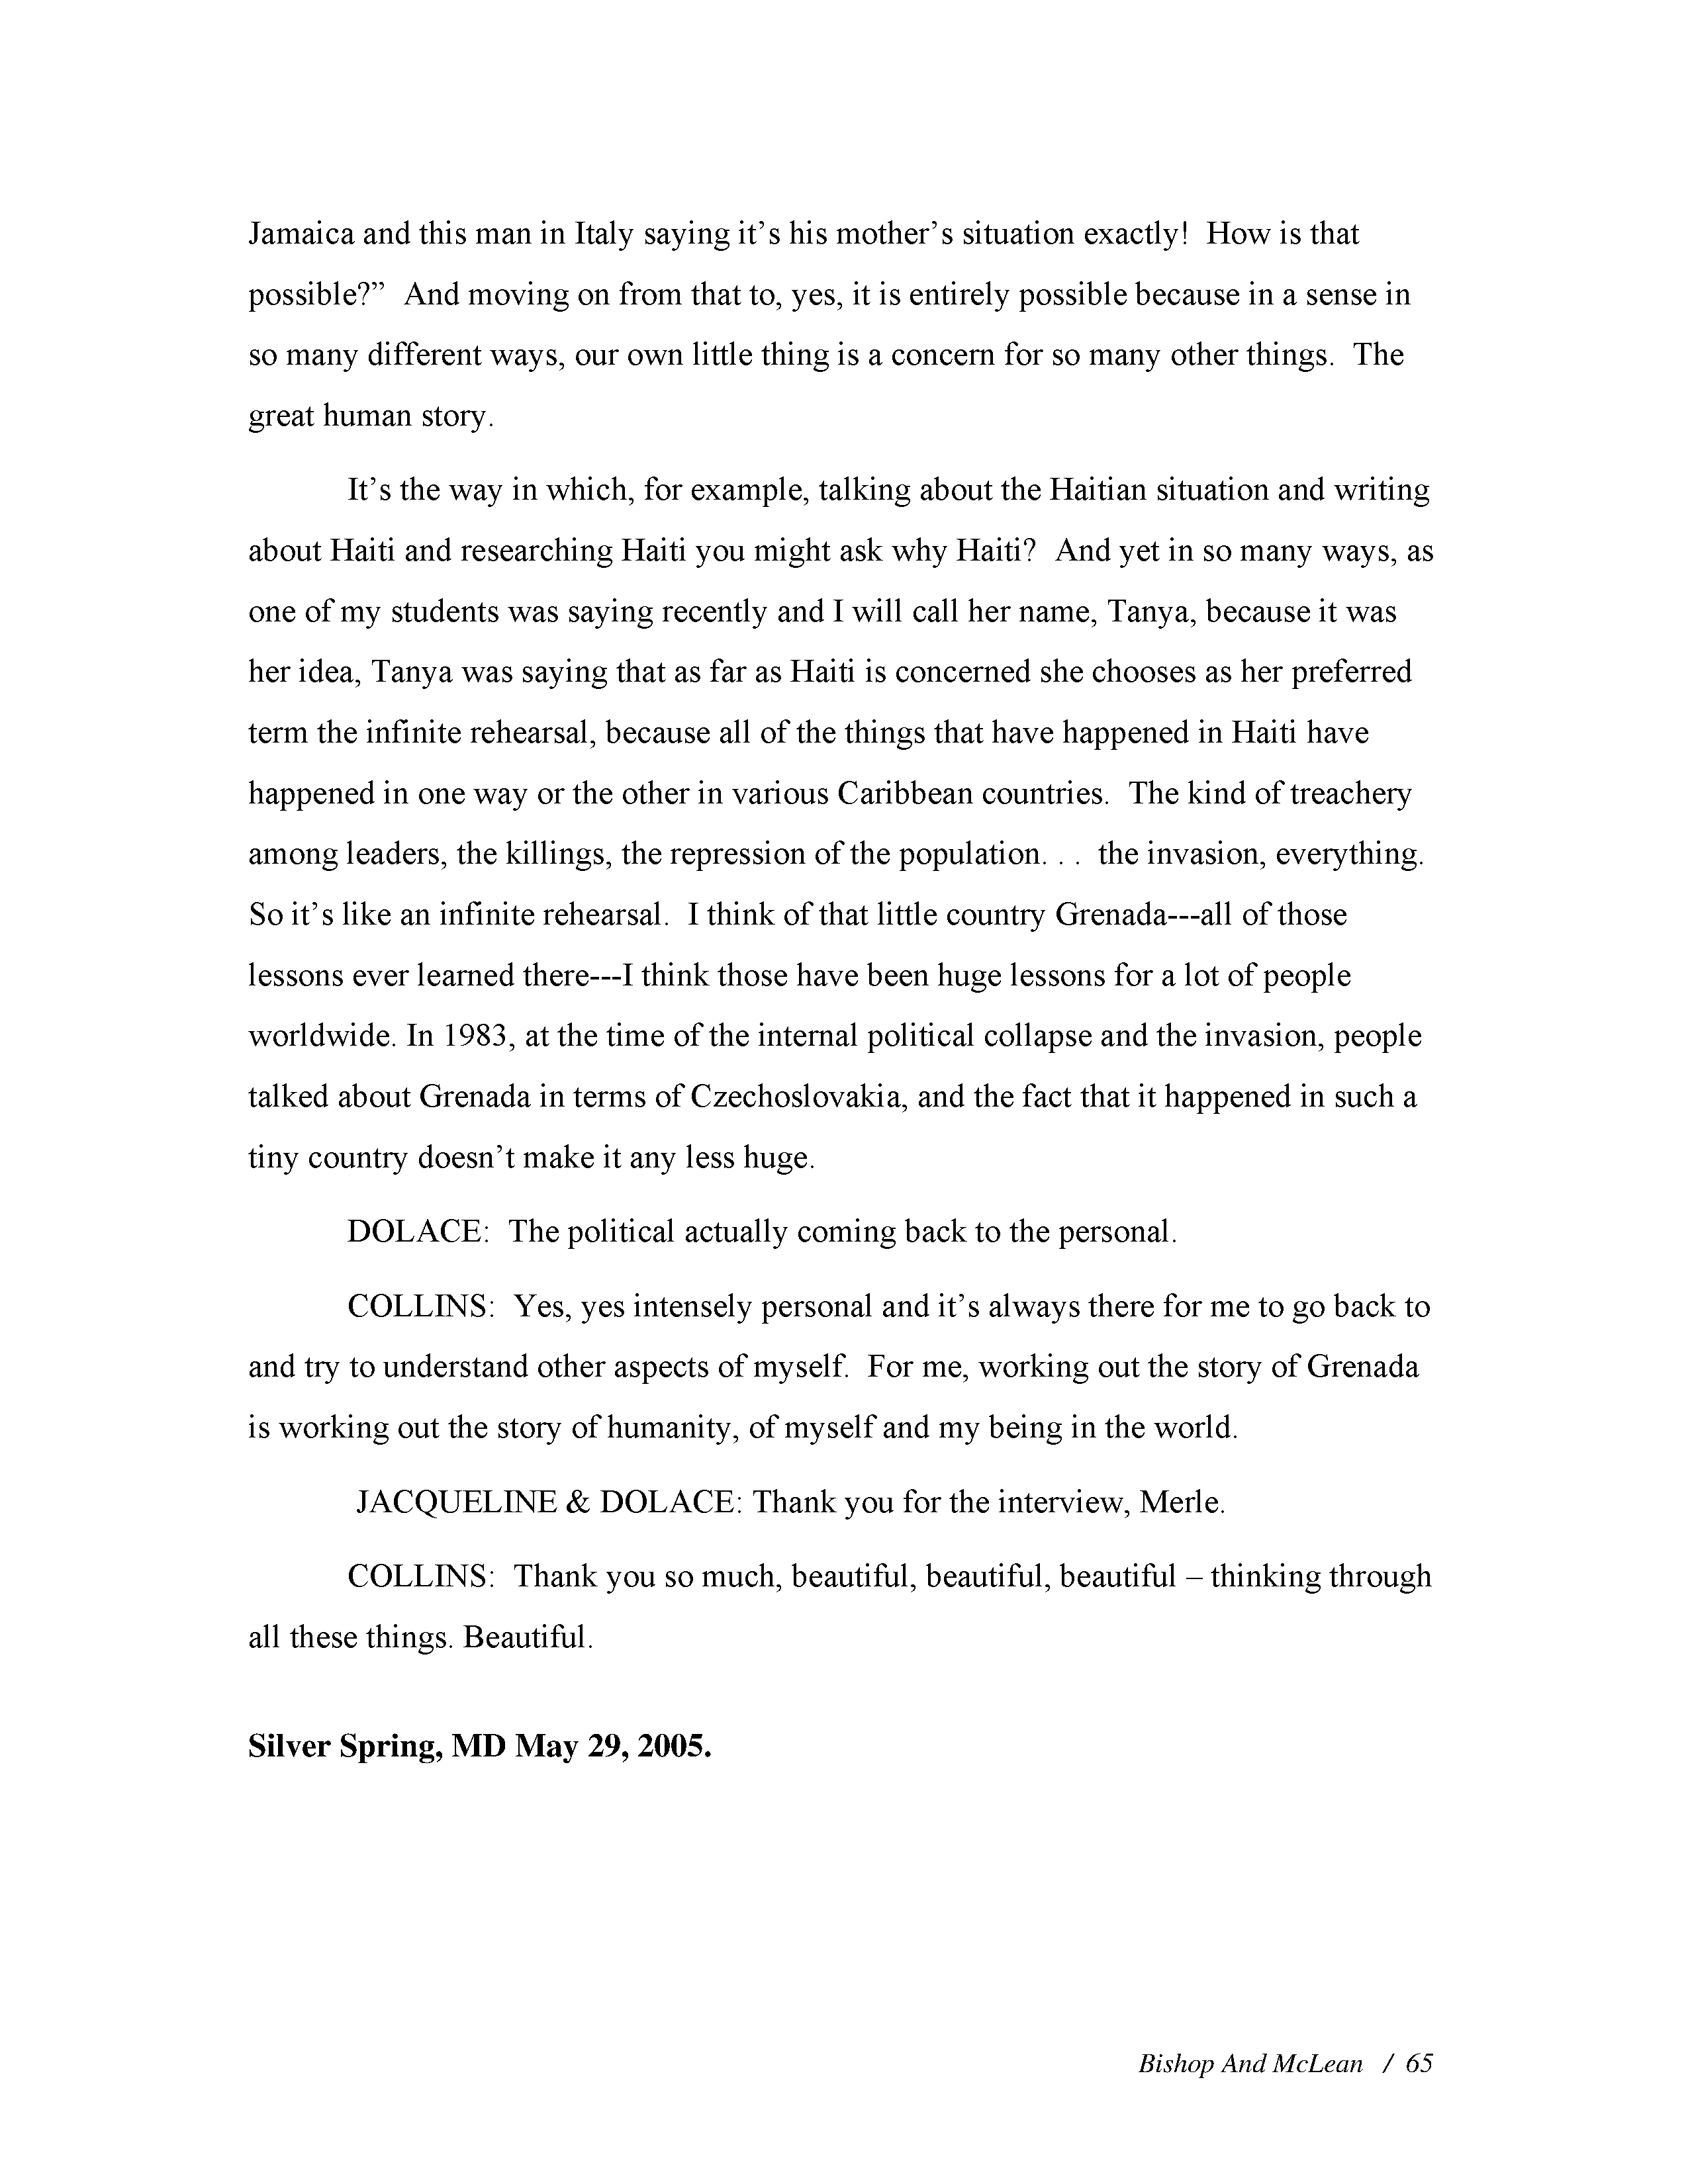 Jamaica and this man in Italy saying it’s his mother’s situation exactly!  How is that
possible?”  And moving on from that to, yes, it is entirely possible because in a sense in
so many different ways, our own little thing is a concern for so many other things.  The
great human story.
It’s the way in which, for example, talking about the Haitian situation and writing
about Haiti and researching Haiti you might ask why Haiti?  And yet in so many ways, as
one of my students was saying recently and I will call her name, Tanya, because it was
her idea, Tanya was saying that as far as Haiti is concerned she chooses as her preferred
term the infinite rehearsal, because all of the things that have happened in Haiti have
happened in one way or the other in various Caribbean countries.  The kind of treachery
among leaders, the killings, the repression of the population. . .  the invasion, everything.
So it’s like an infinite rehearsal.  I think of that little country Grenada---all of those
lessons ever learned there---I think those have been huge lessons for a lot of people
worldwide. In 1983, at the time of the internal political collapse and the invasion, people
talked about Grenada in terms of Czechoslovakia, and the fact that it happened in such a
tiny country doesn’t make it any less huge.
DOLACE:  The political actually coming back to the personal.
COLLINS:  Yes, yes intensely personal and it’s always there for me to go back to
and try to understand other aspects of myself.  For me, working out the story of Grenada
is working out the story of humanity, of myself and my being in the world.
JACQUELINE & DOLACE: Thank you for the interview, Merle.
COLLINS:  Thank you so much, beautiful, beautiful, beautiful – thinking through
all these things. Beautiful.
Silver Spring, MD May 29, 2005.
Bishop And McLean / 65